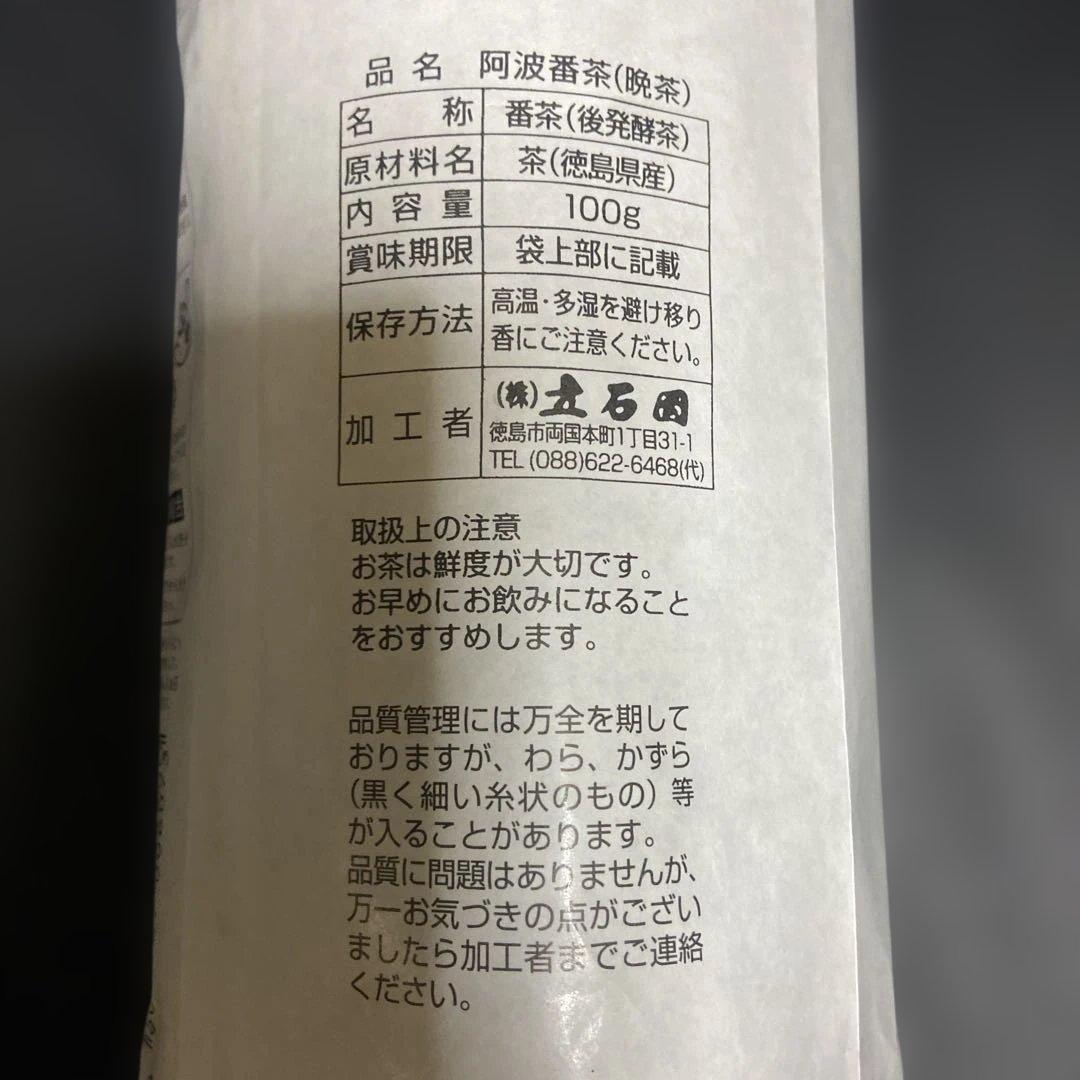 品名 阿波番茶(晩茶)
名称 番茶(後発酵茶)
原材料名 茶(徳島県産)
内容量 100g
賞味期限 袋上部に記載
保存方法 高温・多湿を避け移り
香にご注意ください。
加工者 (株)立石園
徳島市両国本町1丁目31-1
TEL (088)622-6468(代)
取扱上の注意
お茶は鮮度が大切です。
お早めにお飲みになること
をおすすめします。
品質管理には万全を期して
おりますが、わら、かずら
(黒く細い糸状のもの)等
が入ることがあります。
品質に問題はありませんが、
万一お気づきの点がござい
ましたら加工者までご連絡
ください。